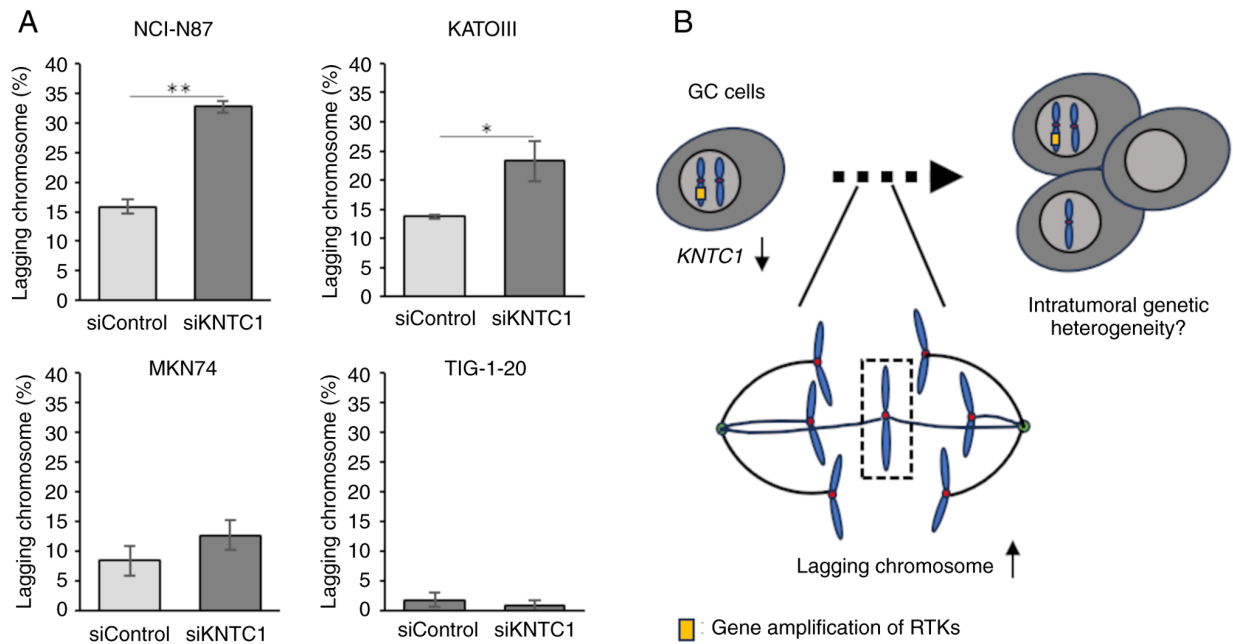 A
NCI-N87
Lagging chromosome (%)
40
35
30
25
20
15
10
5
0
**
siControl siKNTC1
KATOIII
Lagging chromosome (%)
40
35
30
25
20
15
10
5
0
*
siControl siKNTC1
MKN74
Lagging chromosome (%)
40
35
30
25
20
15
10
5
0
siControl siKNTC1
TIG-1-20
Lagging chromosome (%)
40
35
30
25
20
15
10
5
0
siControl siKNTC1
B
GC cells
KNTC1 ↓
Intratumoral genetic
heterogeneity?
Lagging chromosome ↑
: Gene amplification of RTKs